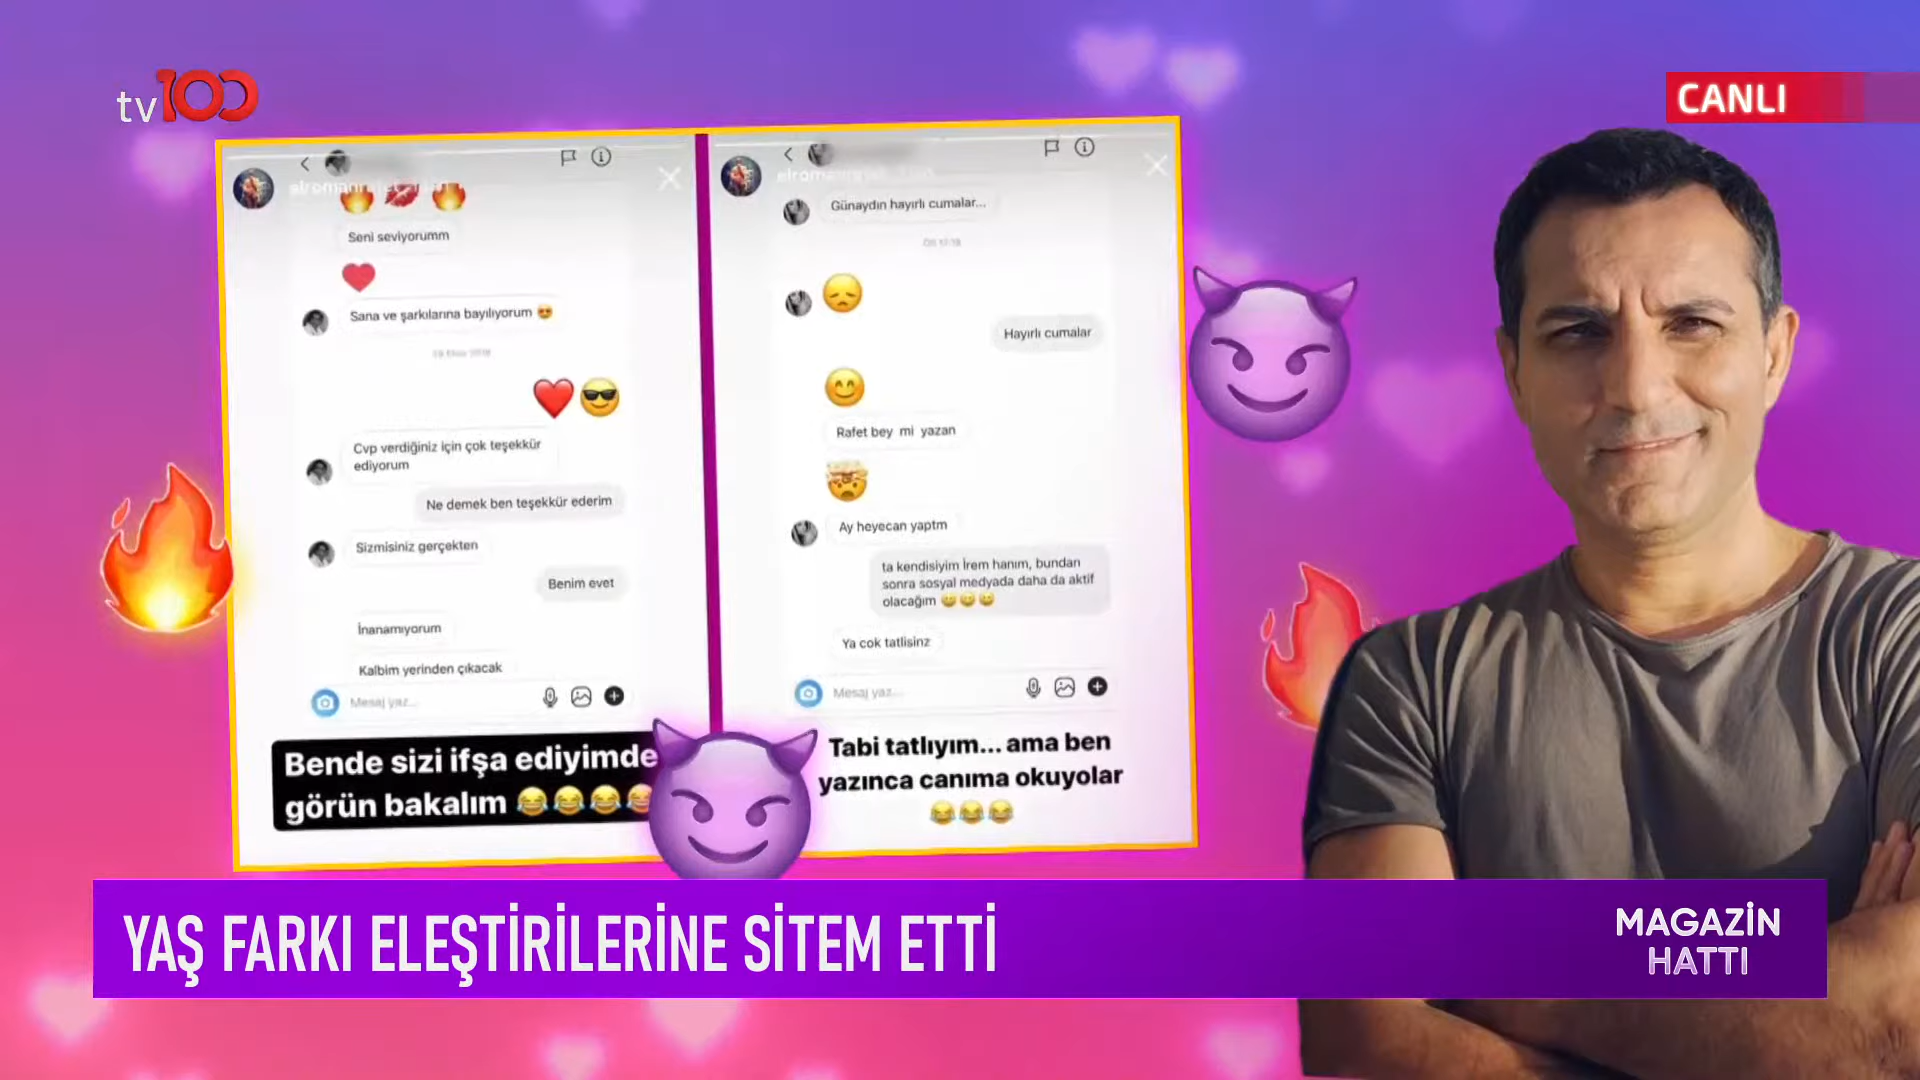 tv100
CANLI
Seni seviyorumm
Sana ve şarkılarına bayılıyorum
Cvp verdiğiniz için çok teşekkür
ediyorum
Ne demek ben teşekkür ederim
Sizmisiniz gerçekten
Benim evet
İnanamıyorum
Kalbim yerinden çıkacak
Mesaj yaz...
Bende sizi ifşa ediyimde
görün bakalım
Günaydın hayırlı cumalar...
Hayırlı cumalar
Rafet bey mi yazan
Ay heyecan yaptm
ta kendisiyim İrem hanım, bundan
sonra sosyal medyada daha da aktif
olacağım
Ya cok tatlisinz
Mesaj yaz...
Tabi tatlıyım... ama ben
yazınca canıma okuyolar
YAŞ FARKI ELEŞTİRİLERİNE SİTEM ETTİ
MAGAZİN
HATTI